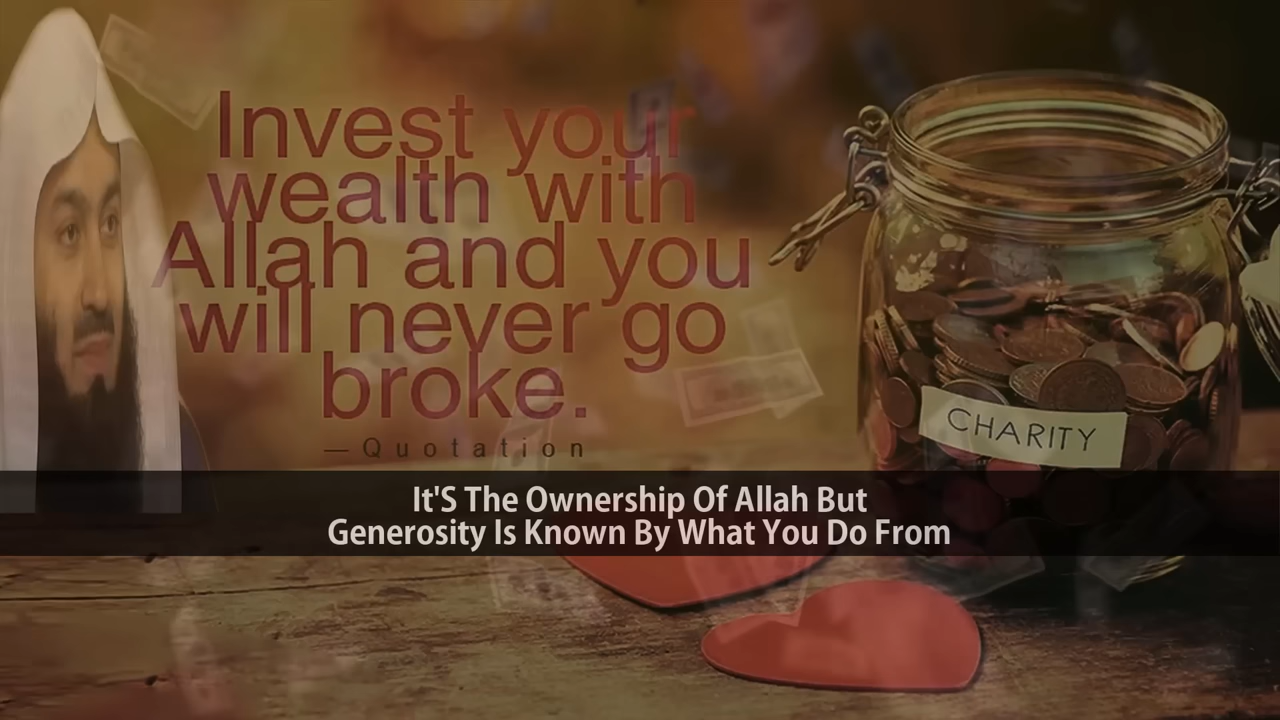 Invest your
wealth with
Allah and you
will never go
broke.
—Quotation
CHARITY
It'S The Ownership Of Allah But
Generosity Is Known By What You Do From